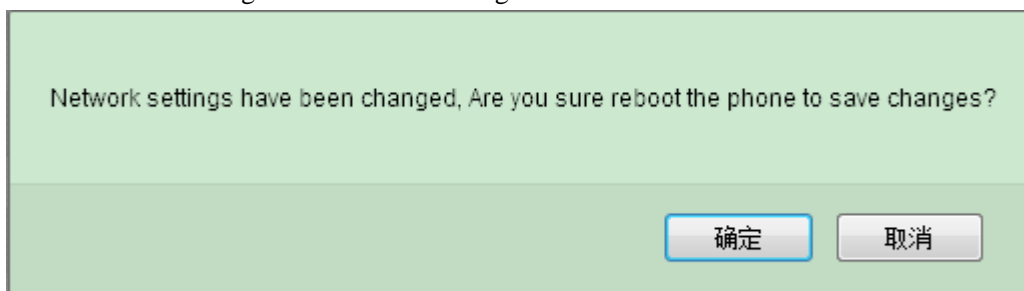 Network settings have been changed, Are you sure reboot the phone to save changes?
确定
取消